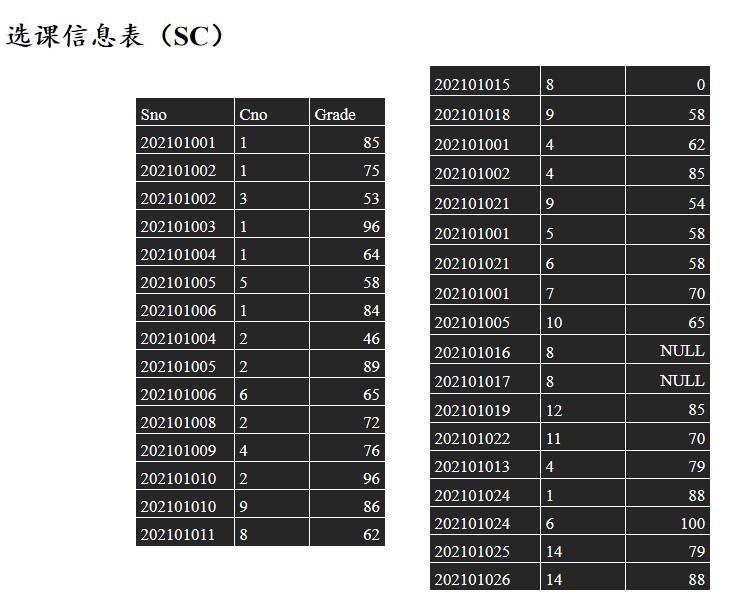 选课信息表（SC）
Sno Cno Grade
202101001 1 85
202101002 1 75
202101002 3 53
202101003 1 96
202101004 1 64
202101005 5 58
202101006 1 84
202101004 2 46
202101005 2 89
202101006 6 65
202101008 2 72
202101009 4 76
202101010 2 96
202101010 9 86
202101011 8 62
202101015 8 0
202101018 9 58
202101001 4 62
202101002 4 85
202101021 9 54
202101001 5 58
202101021 6 58
202101001 7 70
202101005 10 65
202101016 8 NULL
202101017 8 NULL
202101019 12 85
202101022 11 70
202101013 4 79
202101024 1 88
202101024 6 100
202101025 14 79
202101026 14 88